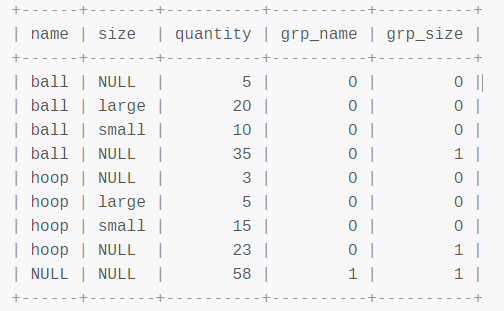 +------+-------+----------+----------+----------+
| name | size  | quantity | grp_name | grp_size |
+------+-------+----------+----------+----------+
| ball | NULL  |        5 |        0 |        0 |
| ball | large |       20 |        0 |        0 |
| ball | small |       10 |        0 |        0 |
| ball | NULL  |       35 |        0 |        1 |
| hoop | NULL  |        3 |        0 |        0 |
| hoop | large |        5 |        0 |        0 |
| hoop | small |       15 |        0 |        0 |
| hoop | NULL  |       23 |        0 |        1 |
| NULL | NULL  |       58 |        1 |        1 |
+------+-------+----------+----------+----------+